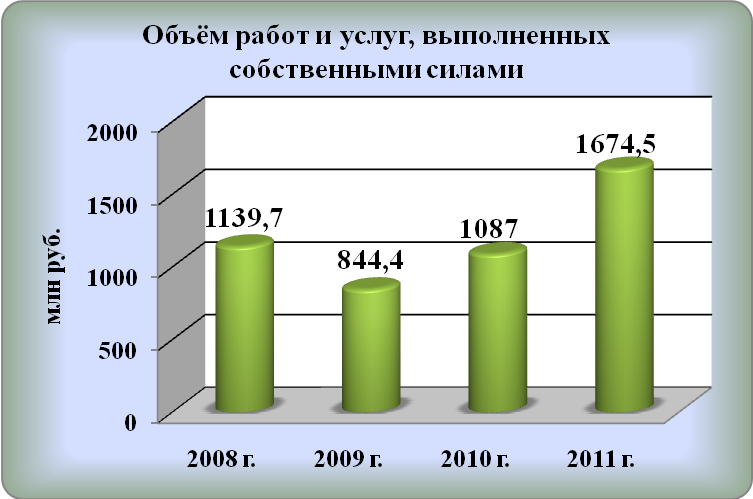 Объём работ и услуг, выполненных
собственными силами
млн руб.
2000
1500
1000
500
0
1139,7
844,4
1087
1674,5
2008 г.
2009 г.
2010 г.
2011 г.